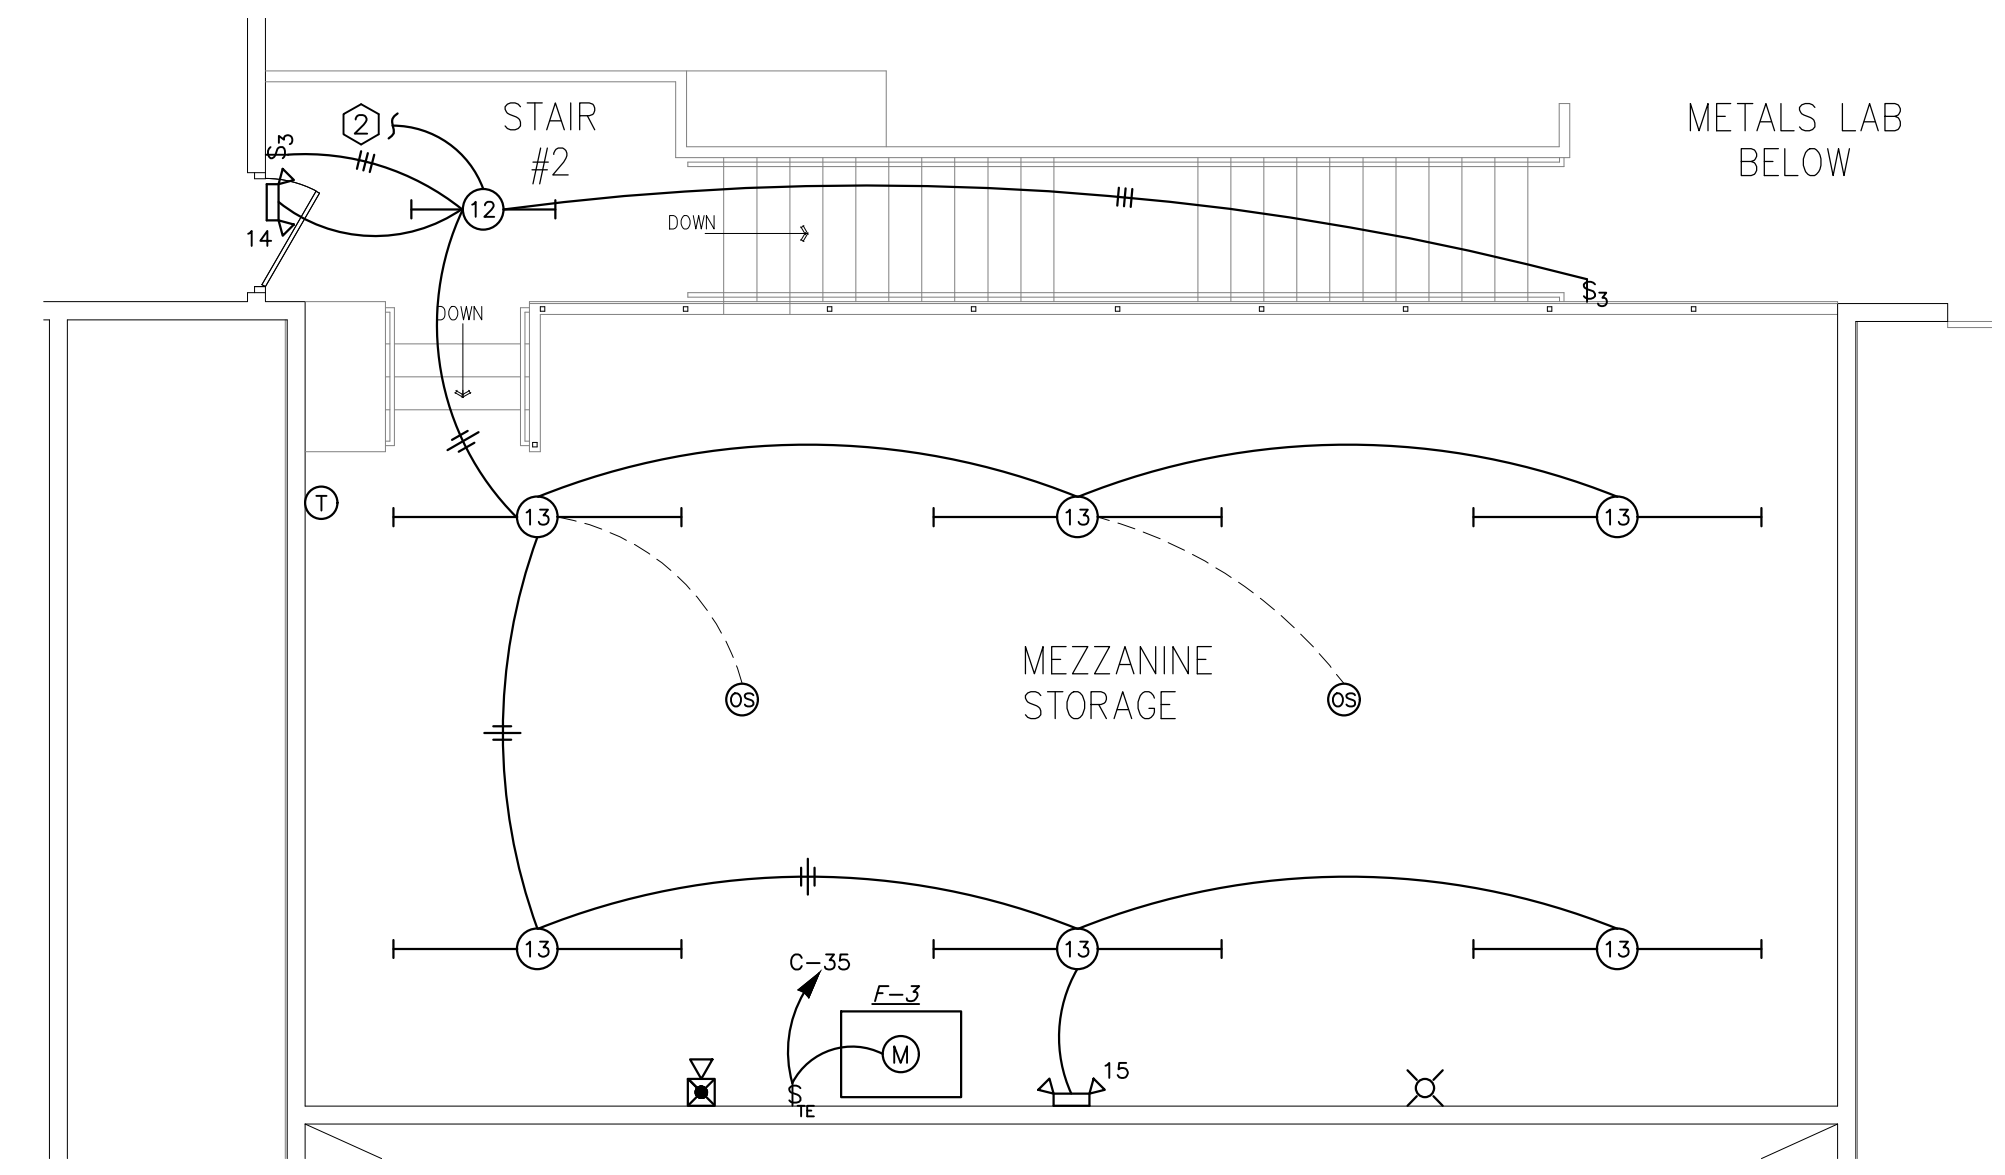 STAIR
#2
METALS LAB
BELOW
2
S3
12
14
DOWN
S3
DOWN
T
13
13
13
MEZZANINE
STORAGE
OS
OS
13
13
13
C-35
F-3
M
15
STE